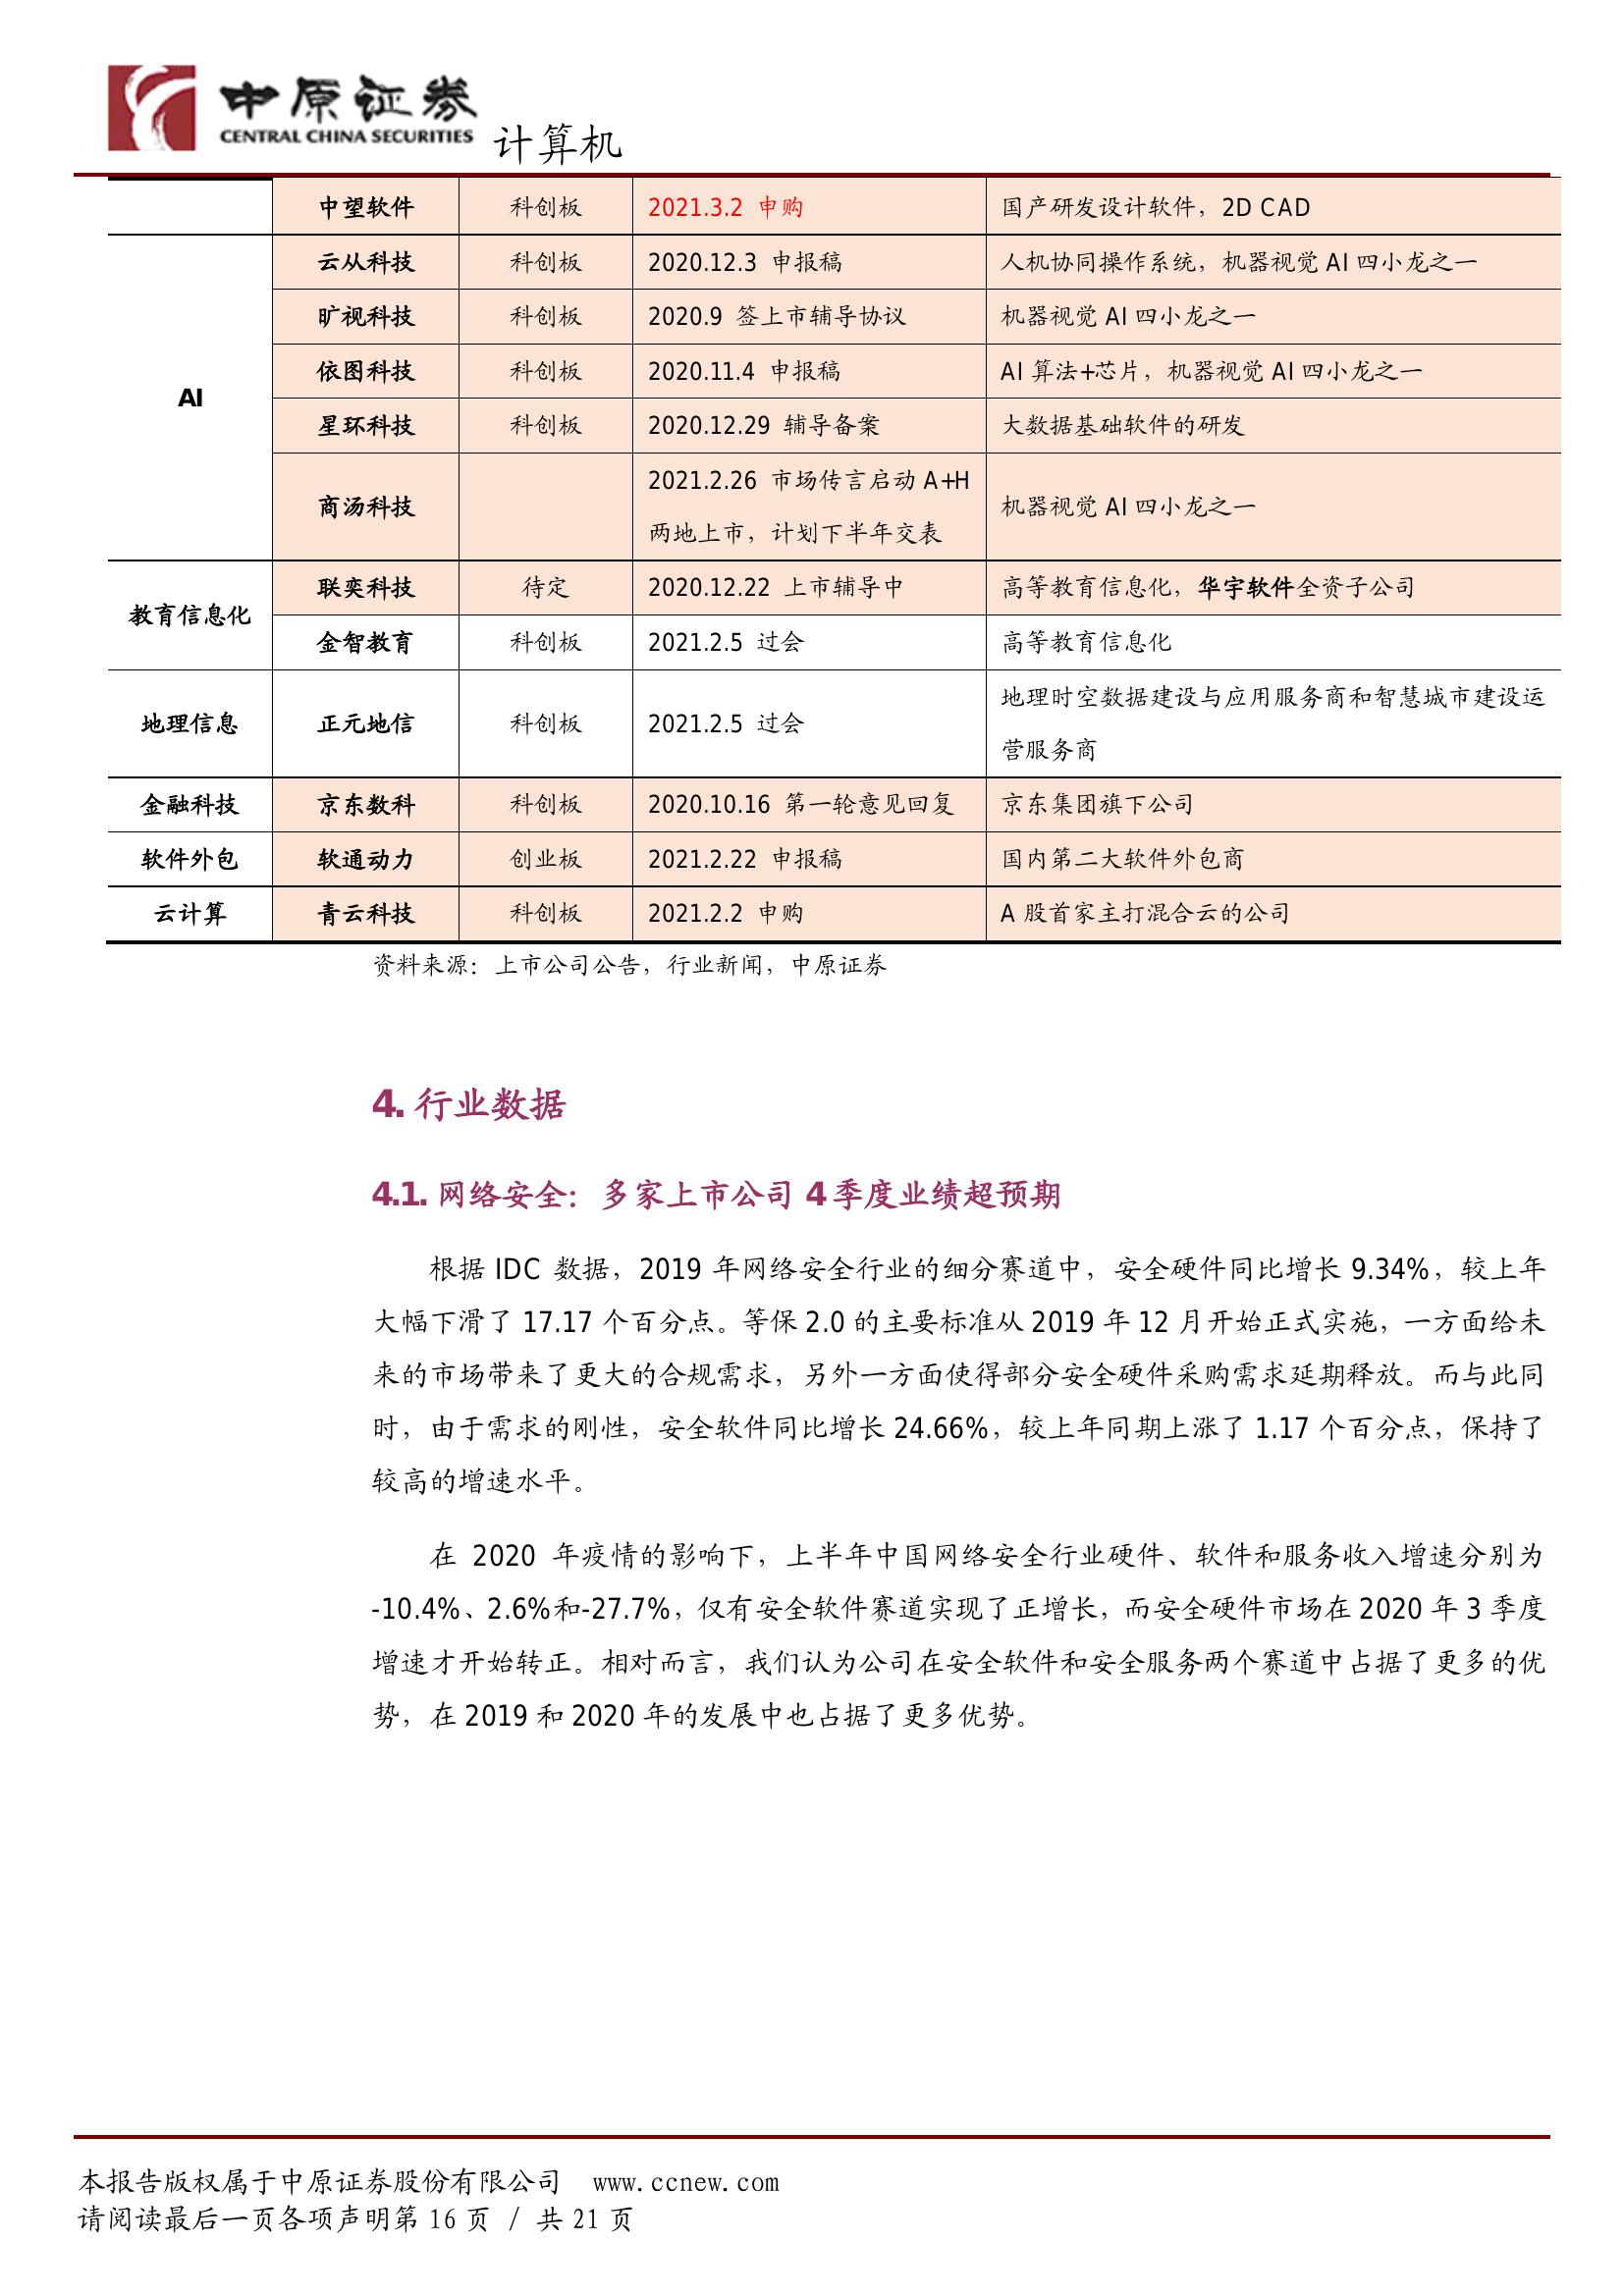 中原证券
CENTRAL CHINA SECURITIES
计算机
中望软件 科创板 2021.3.2 申购 国产研发设计软件，2D CAD
AI
云从科技 科创板 2020.12.3 申报稿 人机协同操作系统，机器视觉 AI 四小龙之一
旷视科技 科创板 2020.9 签上市辅导协议 机器视觉 AI 四小龙之一
依图科技 科创板 2020.11.4 申报稿 AI 算法+芯片，机器视觉 AI 四小龙之一
星环科技 科创板 2020.12.29 辅导备案 大数据基础软件的研发
商汤科技 2021.2.26 市场传言启动 A+H
两地上市，计划下半年交表
机器视觉 AI 四小龙之一
教育信息化
联奕科技 待定 2020.12.22 上市辅导中 高等教育信息化，华宇软件全资子公司
金智教育 科创板 2021.2.5 过会 高等教育信息化
地理信息 正元地信 科创板 2021.2.5 过会 地理时空数据建设与应用服务商和智慧城市建设运
营服务商
金融科技 京东数科 科创板 2020.10.16 第一轮意见回复 京东集团旗下公司
软件外包 软通动力 创业板 2021.2.22 申报稿 国内第二大软件外包商
云计算 青云科技 科创板 2021.2.2 申购 A 股首家主打混合云的公司
资料来源：上市公司公告，行业新闻，中原证券
4. 行业数据
4.1. 网络安全：多家上市公司 4 季度业绩超预期
根据 IDC 数据，2019 年网络安全行业的细分赛道中，安全硬件同比增长 9.34%，较上年
大幅下滑了 17.17 个百分点。等保 2.0 的主要标准从 2019 年 12 月开始正式实施，一方面给未
来的市场带来了更大的合规需求，另外一方面使得部分安全硬件采购需求延期释放。而与此同
时，由于需求的刚性，安全软件同比增长 24.66%，较上年同期上涨了 1.17 个百分点，保持了
较高的增速水平。
在 2020 年疫情的影响下，上半年中国网络安全行业硬件、软件和服务收入增速分别为
-10.4%、2.6%和-27.7%，仅有安全软件赛道实现了正增长，而安全硬件市场在 2020 年 3 季度
增速才开始转正。相对而言，我们认为公司在安全软件和安全服务两个赛道中占据了更多的优
势，在 2019 和 2020 年的发展中也占据了更多优势。
本报告版权属于中原证券股份有限公司 www.ccnew.com
请阅读最后一页各项声明第 16 页 / 共 21 页